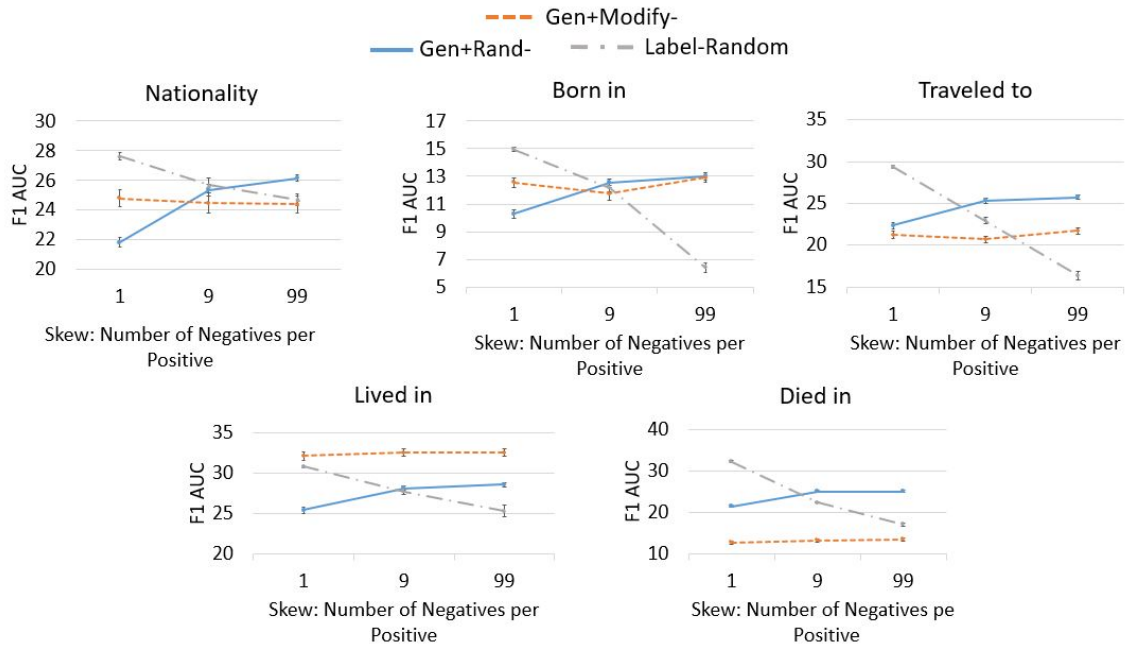 Gen+Modify-
Gen+Rand-
Label-Random
Nationality
30
28
26
24
22
20
F1 AUC
1 9 99
Skew: Number of Negatives per
Positive
Born in
17
15
13
11
9
7
5
F1 AUC
1 9 99
Skew: Number of Negatives per
Positive
Traveled to
35
30
25
20
15
F1 AUC
1 9 99
Skew: Number of Negatives per
Positive
Lived in
35
30
25
20
F1 AUC
1 9 99
Skew: Number of Negatives per
Positive
Died in
40
30
20
10
F1 AUC
1 9 99
Skew: Number of Negatives pe
Positive